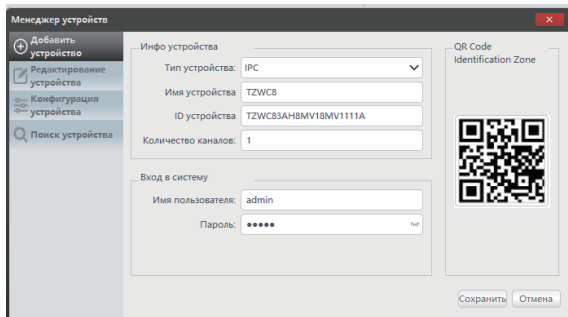 Менеджер устройств
Добавить
устройство
Редактирование
устройства
Конфигурация
устройства
Поиск устройства
Инфо устройства
Тип устройства: IPC
Имя устройства TZWC8
ID устройства TZWC83AH8MV18MV1111A
Количество каналов: 1
Вход в систему
Имя пользователя: admin
Пароль: •••••
QR Code
Identification Zone
Сохранить Отмена